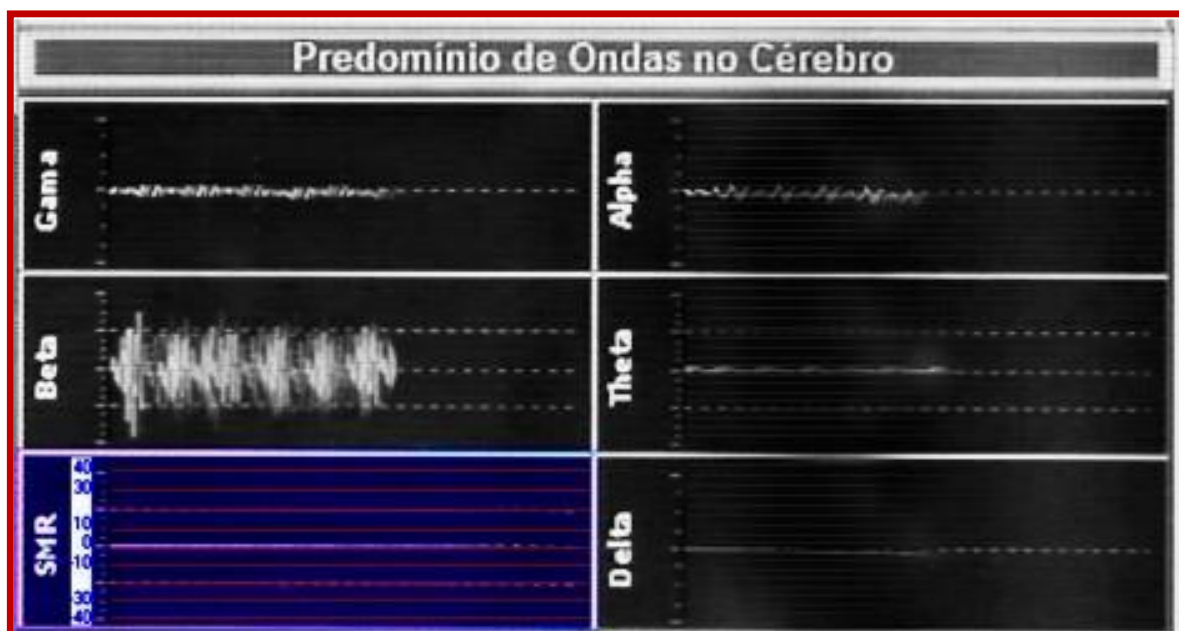 Predomínio de Ondas no Cérebro
Gama
Alpha
Beta
Theta
SMR
40
30
10
0
-10
30
40
Delta